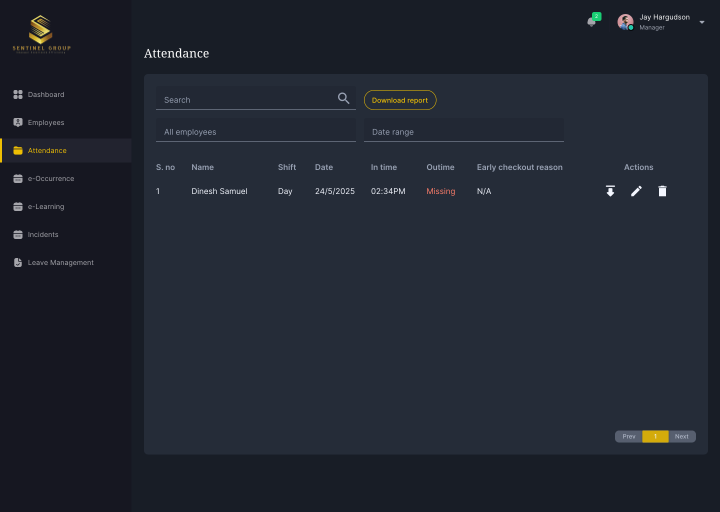 SENTINEL GROUP
2
Jay Hargudson
Manager
Attendance
Dashboard
Employees
Attendance
e-Occurrence
e-Learning
Incidents
Leave Management
Search
Download report
All employees
Date range
S. no Name Shift Date In time Outime Early checkout reason Actions
1 Dinesh Samuel Day 24/5/2025 02:34PM Missing N/A
Prev 1 Next